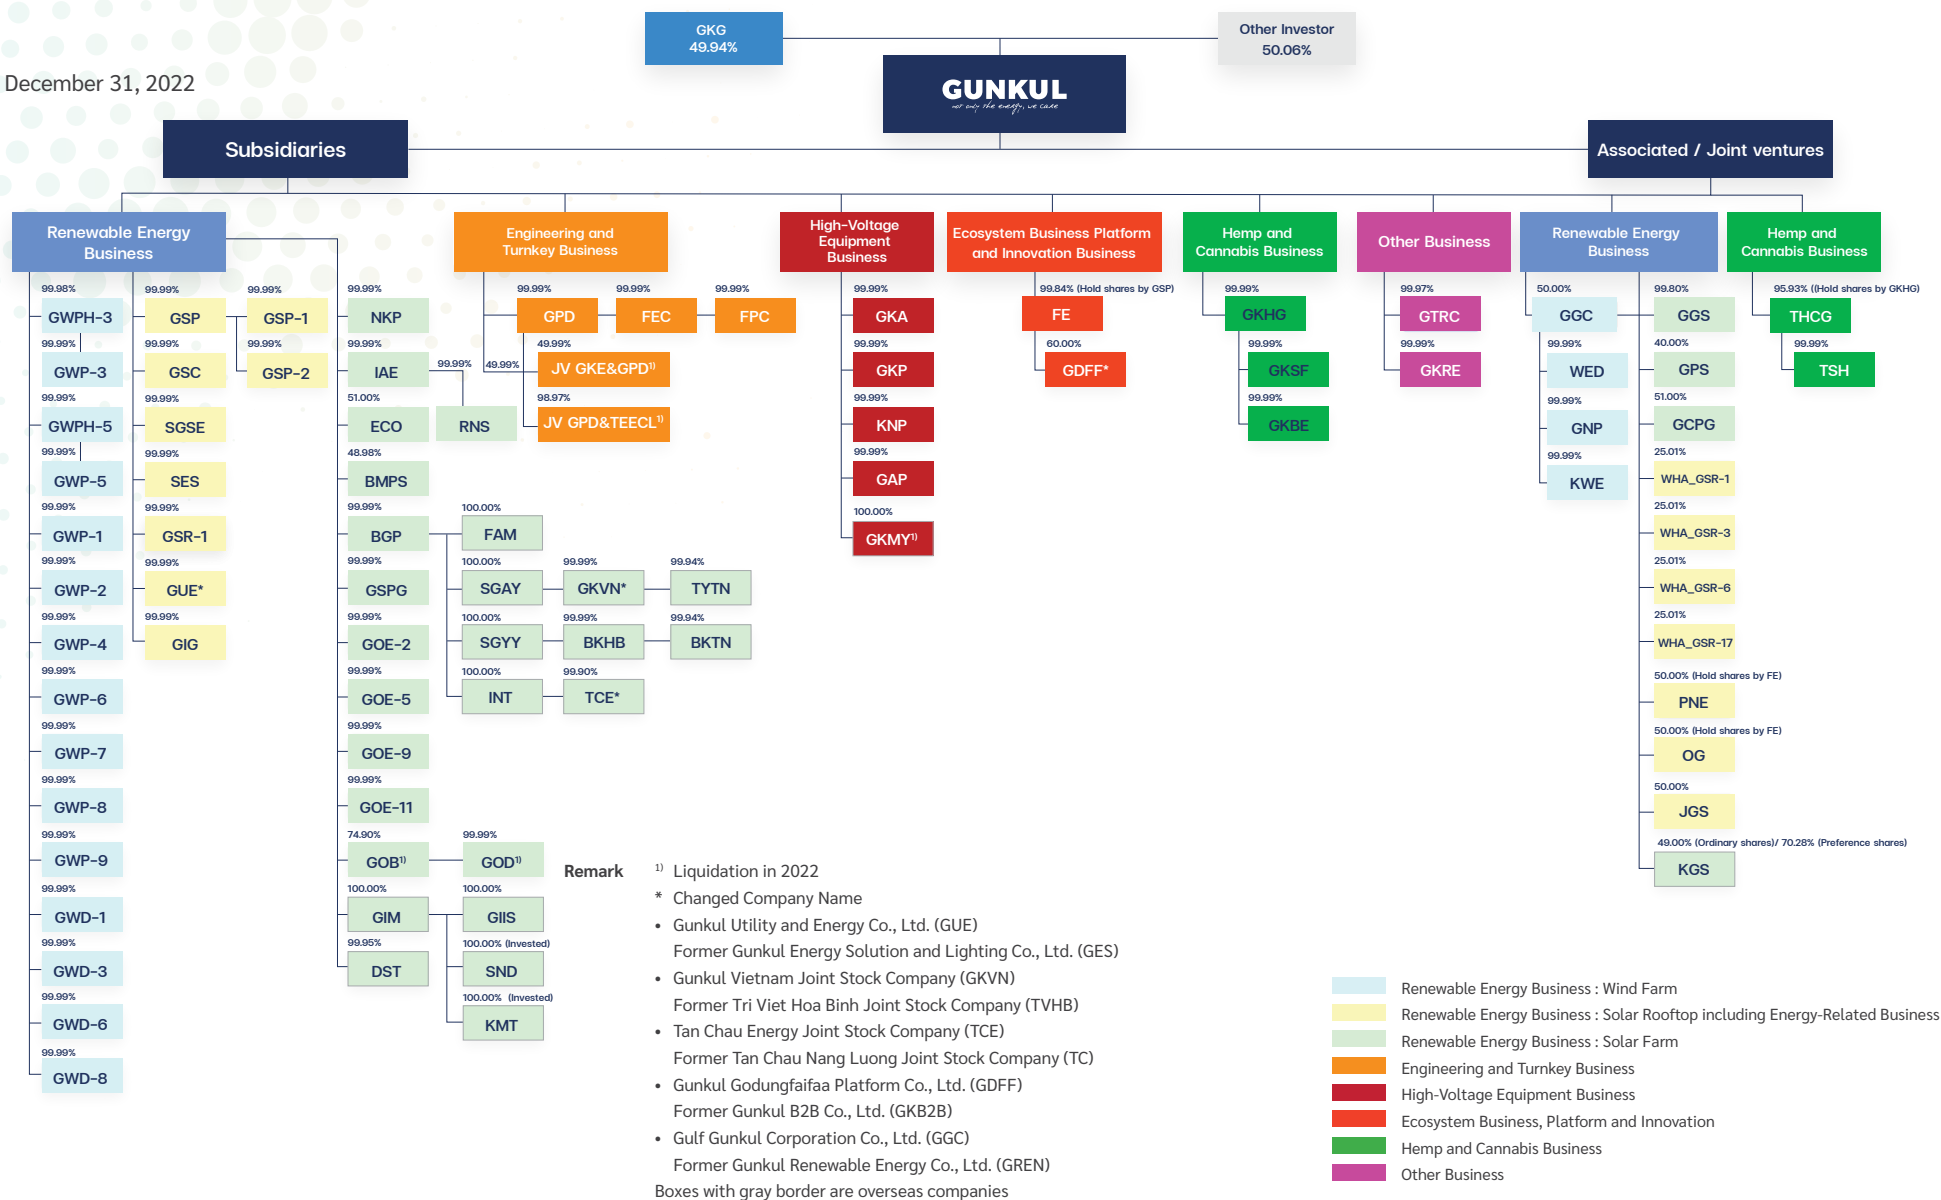 GKG
49.94%
Other Investor
50.06%
December 31, 2022
GUNKUL
not only the energy, we care
Subsidiaries
Associated / Joint ventures
Renewable Energy
Business
99.98%
GWPH-3
99.99%
GWP-3
99.99%
GWPH-5
99.99%
GWP-5
99.99%
GWP-1
99.99%
GWP-2
99.99%
GWP-4
99.99%
GWP-6
99.99%
GWP-7
99.99%
GWP-8
99.99%
GWP-9
99.99%
GWD-1
99.99%
GWD-3
99.99%
GWD-6
99.99%
GWD-8
99.99%
GSP
99.99%
GSP-1
99.99%
GSP-2
99.99%
GSC
99.99%
SGSE
99.99%
SES
99.99%
GSR-1
99.99%
GUE*
99.99%
GIG
99.99%
NKP
99.99%
IAE
99.99%
RNS
51.00%
ECO
48.98%
BMPS
99.99%
BGP
100.00%
FAM
100.00%
SGAY
99.99%
GKVN*
99.94%
TYTN
100.00%
SGYY
99.99%
BKHB
99.94%
BKTN
100.00%
INT
99.90%
TCE*
99.99%
GSPG
99.99%
GOE-2
99.99%
GOE-5
99.99%
GOE-9
99.99%
GOE-11
74.90%
GOB1)
99.99%
GOD1)
100.00%
GIM
100.00%
GIIS
100.00% (Invested)
SND
100.00% (Invested)
KMT
99.95%
DST
Engineering and
Turnkey Business
99.99%
GPD
99.99%
FEC
99.99%
FPC
49.99%
49.99%
JV GKE&GPD1)
98.97%
JV GPD&TEECL1)
High-Voltage
Equipment
Business
99.99%
GKA
99.99%
GKP
99.99%
KNP
99.99%
GAP
100.00%
GKMY1)
Ecosystem Business Platform
and Innovation Business
99.84% (Hold shares by GSP)
FE
60.00%
GDFF*
Hemp and
Cannabis Business
99.99%
GKHG
99.99%
GKSF
99.99%
GKBE
Other Business
99.97%
GTRC
99.99%
GKRE
Renewable Energy
Business
50.00%
GGC
99.99%
WED
99.99%
GNP
99.99%
KWE
99.80%
GGS
40.00%
GPS
51.00%
GCPG
25.01%
WHA_GSR-1
25.01%
WHA_GSR-3
25.01%
WHA_GSR-6
25.01%
WHA_GSR-17
50.00% (Hold shares by FE)
PNE
50.00% (Hold shares by FE)
OG
50.00%
JGS
49.00% (Ordinary shares)/ 70.28% (Preference shares)
KGS
Hemp and
Cannabis Business
95.93% ((Hold shares by GKHG)
THCG
99.99%
TSH
Remark 1) Liquidation in 2022
* Changed Company Name
• Gunkul Utility and Energy Co., Ltd. (GUE)
Former Gunkul Energy Solution and Lighting Co., Ltd. (GES)
• Gunkul Vietnam Joint Stock Company (GKVN)
Former Tri Viet Hoa Binh Joint Stock Company (TVHB)
• Tan Chau Energy Joint Stock Company (TCE)
Former Tan Chau Nang Luong Joint Stock Company (TC)
• Gunkul Godungfaifaa Platform Co., Ltd. (GDFF)
Former Gunkul B2B Co., Ltd. (GKB2B)
• Gulf Gunkul Corporation Co., Ltd. (GGC)
Former Gunkul Renewable Energy Co., Ltd. (GREN)
Boxes with gray border are overseas companies
Renewable Energy Business : Wind Farm
Renewable Energy Business : Solar Rooftop including Energy-Related Business
Renewable Energy Business : Solar Farm
Engineering and Turnkey Business
High-Voltage Equipment Business
Ecosystem Business, Platform and Innovation
Hemp and Cannabis Business
Other Business